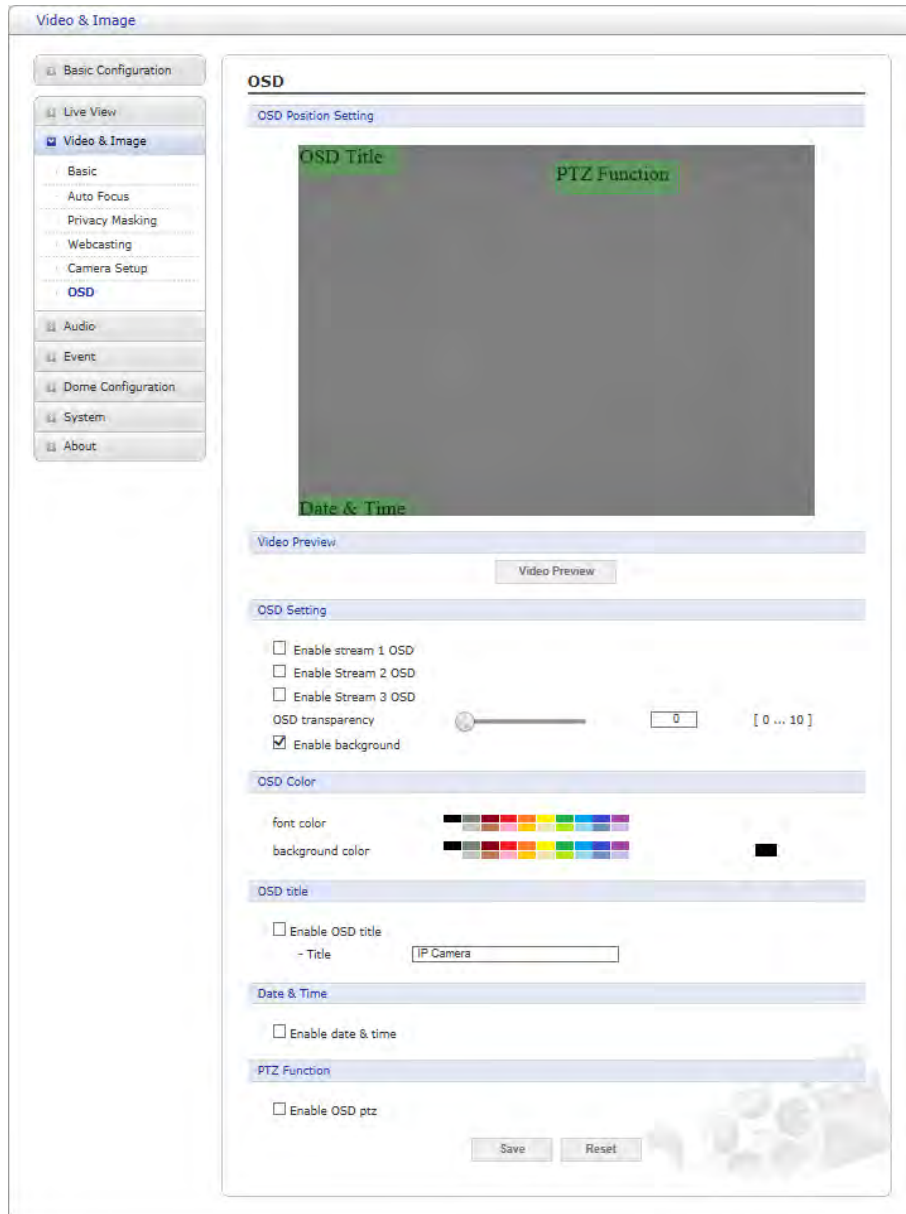 Video & Image
Basic Configuration
Live View
Video & Image
Basic
Auto Focus
Privacy Masking
Webcasting
Camera Setup
OSD
Audio
Event
Dome Configuration
System
About
OSD
OSD Position Setting
OSD Title
PTZ Function
Date & Time
Video Preview
Video Preview
OSD Setting
Enable stream 1 OSD
Enable Stream 2 OSD
Enable Stream 3 OSD
OSD transparency 0 [ 0 ... 10 ]
Enable background
OSD Color
font color
background color
OSD title
Enable OSD title
- Title IP Camera
Date & Time
Enable date & time
PTZ Function
Enable OSD ptz
Save Reset